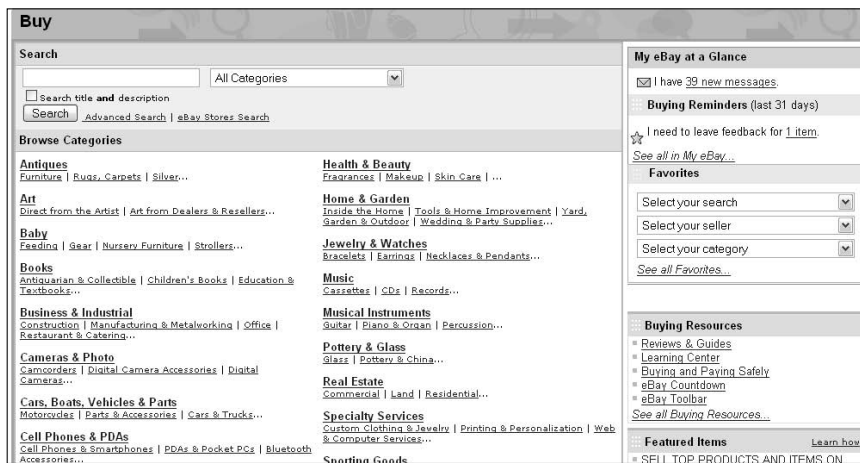 Buy
Search
All Categories
Search title and description
Search Advanced Search | eBay Stores Search
Browse Categories
Antiques
Furniture | Rugs, Carpets | Silver...
Art
Direct from the Artist | Art from Dealers & Resellers...
Baby
Feeding | Gear | Nursery Furniture | Strollers...
Books
Antiquarian & Collectible | Children's Books | Education &
Textbooks...
Business & Industrial
Construction | Manufacturing & Metalworking | Office |
Restaurant & Catering...
Cameras & Photo
Camcorders | Digital Camera Accessories | Digital
Cameras...
Cars, Boats, Vehicles & Parts
Motorcycles | Parts & Accessories | Cars & Trucks...
Cell Phones & PDAs
Cell Phones & Smartphones | PDAs & Pocket PCs | Bluetooth
Accessories...
Health & Beauty
Fragrances | Makeup | Skin Care | ...
Home & Garden
Inside the Home | Tools & Home Improvement | Yard,
Garden & Outdoor | Wedding & Party Supplies...
Jewelry & Watches
Bracelets | Earrings | Necklaces & Pendants...
Music
Cassettes | CDs | Records...
Musical Instruments
Guitar | Piano & Organ | Percussion...
Pottery & Glass
Glass | Pottery & China...
Real Estate
Commercial | Land | Residential...
Specialty Services
Custom Clothing & Jewelry | Printing & Personalization | Web
& Computer Services...
Sporting Goods
My eBay at a Glance
I have 39 new messages.
Buying Reminders (last 31 days)
I need to leave feedback for 1 item.
See all in My eBay...
Favorites
Select your search
Select your seller
Select your category
See all Favorites...
Buying Resources
Reviews & Guides
Learning Center
Buying and Paying Safely
eBay Countdown
eBay Toolbar
See all Buying Resources...
Featured Items Learn how
SELL TOP PRODUCTS AND ITEMS ON